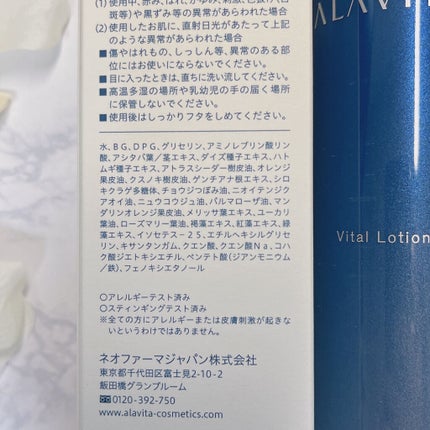 (1)使用中、赤み、はれ、かゆみ、刺激、色抜け(白
斑等)や黒ずみ等の異常があらわれた場合
(2)使用したお肌に、直射日光があたって上記
のような異常があらわれた場合
■傷やはれもの、しっしん等、異常のある部
位にはお使いにならないでください。
■目に入ったときは、直ちに洗い流してください。
■高温多湿の場所や乳幼児の手の届く場所
に保管しないでください。
■使用後はしっかりフタをしめてください。
水、BG、DPG、グリセリン、アミノレブリン酸リン
酸、アシタバ葉/茎エキス、ダイズ種子エキス、ハト
ムギ種子エキス、アトラスシーダー樹皮油、オレンジ
果皮油、クスノキ樹皮油、ゲンチアナ根エキス、シロ
キクラゲ多糖体、チョウジつぼみ油、ニオイテンジク
アオイ油、ニュウコウジュ油、パルマローザ油、マン
ダリンオレンジ果皮油、メリッサ葉エキス、ユーカリ
葉油、ローズマリー葉油、褐藻エキス、紅藻エキス、緑
藻エキス、イソセテス-25、エチルヘキシルグリセ
リン、キサンタンガム、クエン酸、クエン酸Na、コハ
ク酸ジエトキシエチル、ペンテト酸(ジアンモニウム
/鉄)、フェノキシエタノール
○アレルギーテスト済み
○スティンギングテスト済み
※全ての方にアレルギーまたは皮膚刺激が起きな
いというわけではありません。
ネオファーマジャパン株式会社
東京都千代田区富士見2-10-2
飯田橋グランブルーム
0120-392-750
www.alavita-cosmetics.com
ALAVIT
Vital Lotion